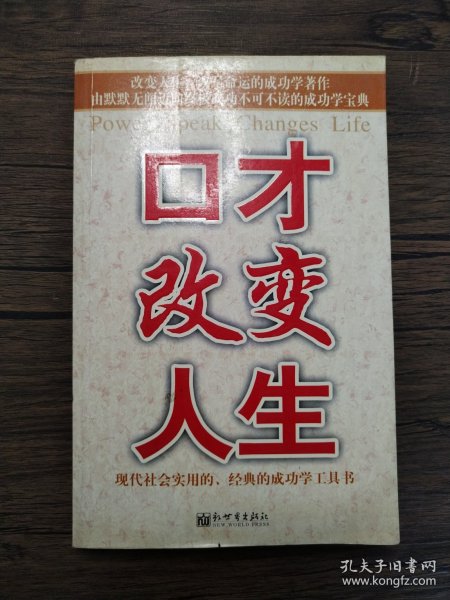 改变人生 命运的成功学著作
由默默无闻 成功不可不读的成功学宝典
Power Speak Changes Life
口才
改变
人生
现代社会实用的、经典的成功学工具书
新世界出版社
NEW WORLD PRESS
孔夫子旧书网
www.kongfz.com